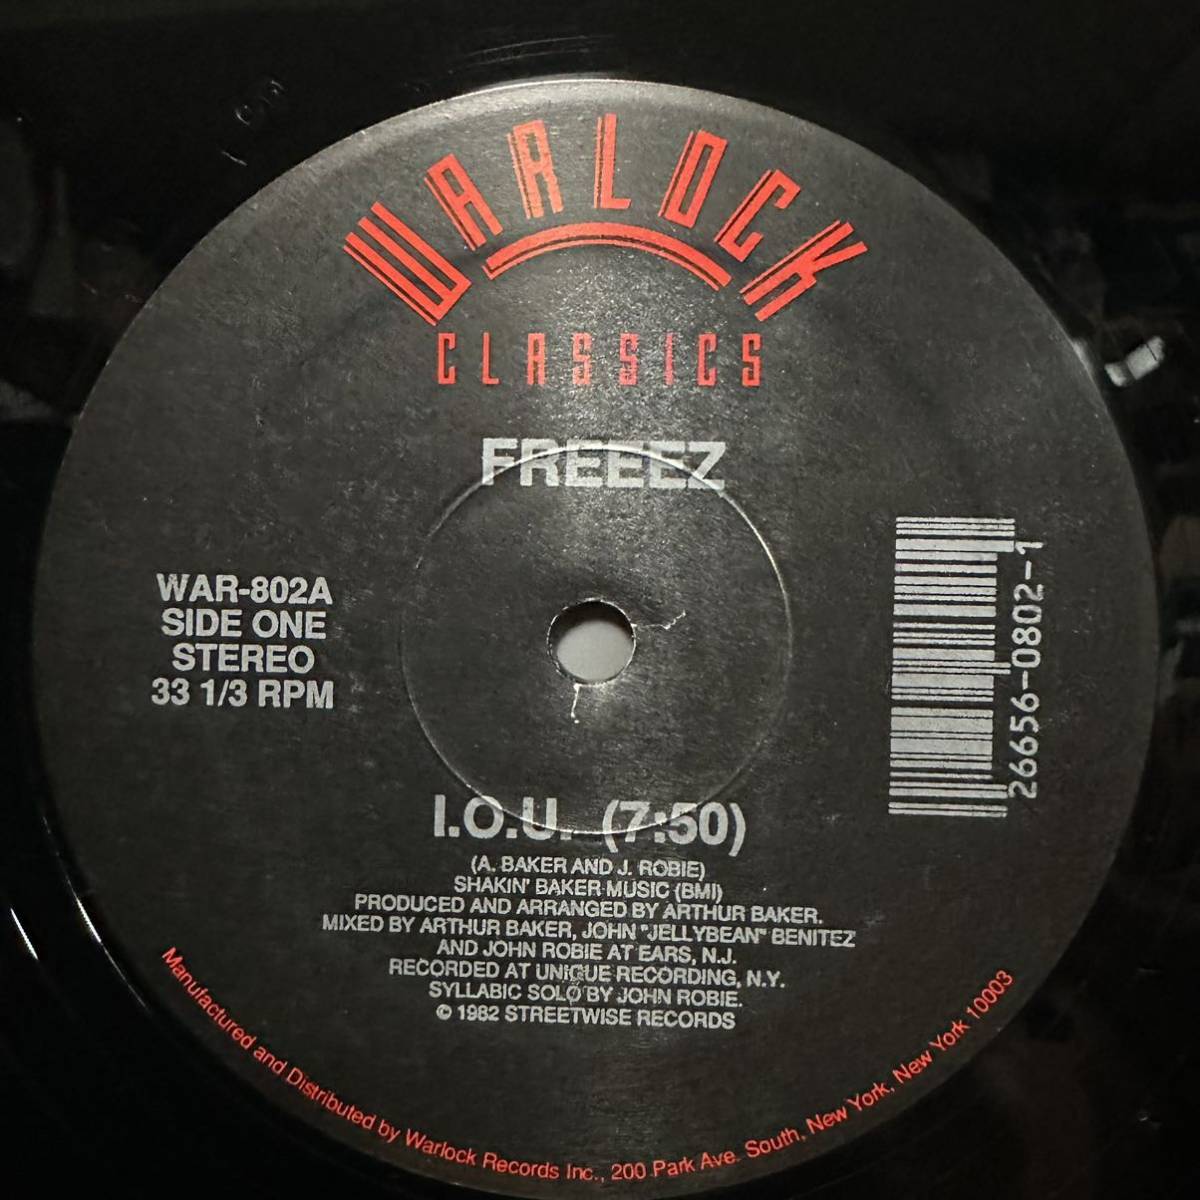 WARLOCK
CLASSICS
FREEEZ
WAR-802A
SIDE ONE
STEREO
33 1/3 RPM
26656-0802-1
I.O.U. (7:50)
(A. BAKER AND J. ROBIE)
SHAKIN' BAKER MUSIC (BMI)
PRODUCED AND ARRANGED BY ARTHUR BAKER.
MIXED BY ARTHUR BAKER, JOHN "JELLYBEAN" BENITEZ
AND JOHN ROBIE AT EARS, N.J.
RECORDED AT UNIQUE RECORDING, N.Y.
SYLLABIC SOLO BY JOHN ROBIE.
© 1982 STREETWISE RECORDS
Manufactured and Distributed by Warlock Records Inc., 200 Park Ave. South, New York, New York 10003